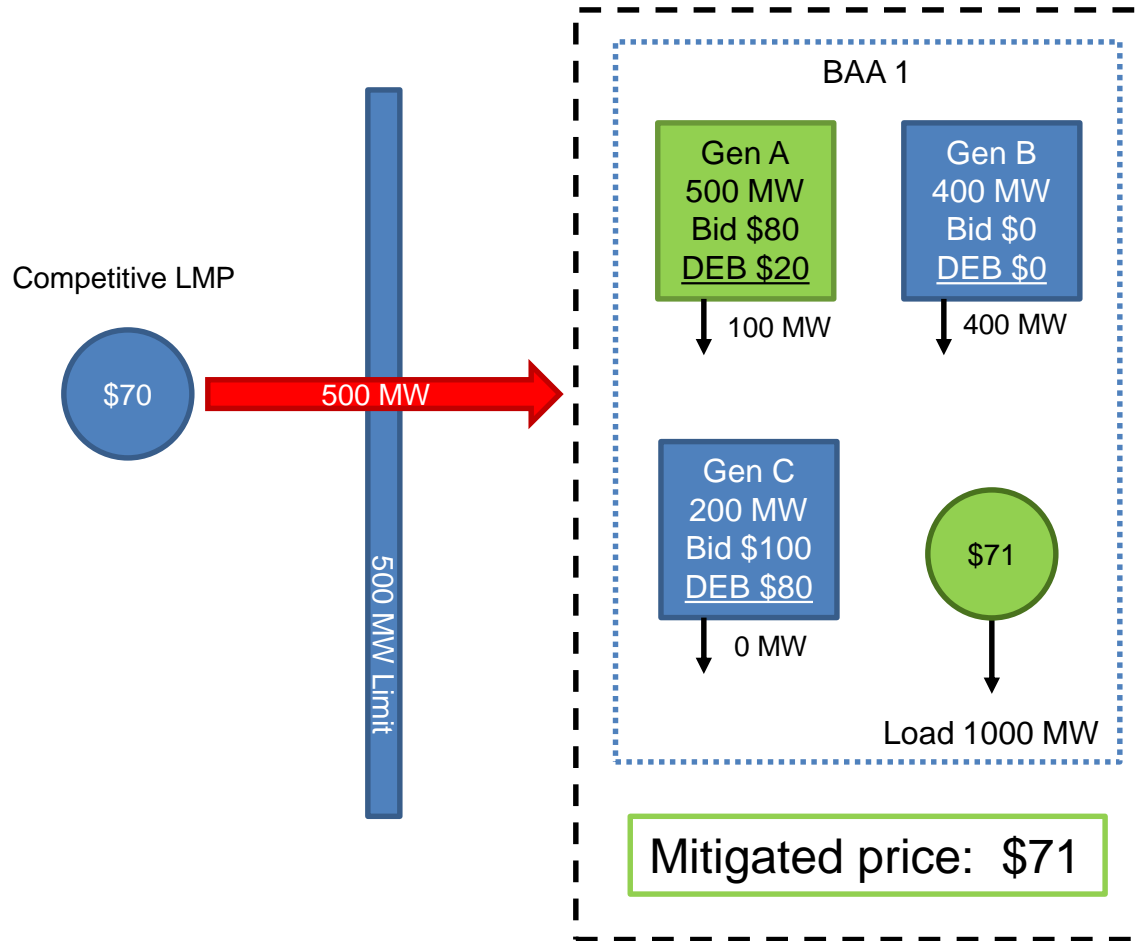 BAA 1
Gen A
500 MW
Bid $80
DEB $20
100 MW
Gen B
400 MW
Bid $0
DEB $0
400 MW
Competitive LMP
$70
500 MW
500 MW Limit
Gen C
200 MW
Bid $100
DEB $80
0 MW
$71
Load 1000 MW
Mitigated price: $71